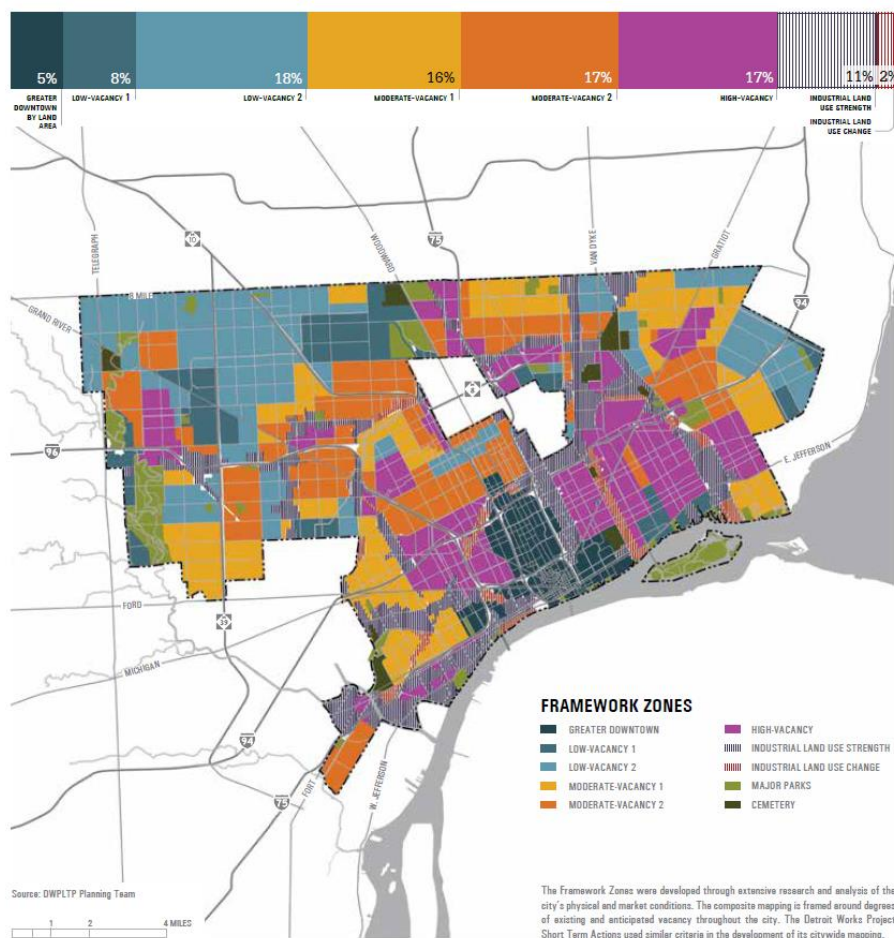 5%
8%
18%
16%
17%
17%
11%
2%
GREATER
DOWNTOWN
BY LAND
AREA
LOW-VACANCY 1
LOW-VACANCY 2
MODERATE-VACANCY 1
MODERATE-VACANCY 2
HIGH-VACANCY
INDUSTRIAL LAND
USE STRENGTH
INDUSTRIAL LAND
USE CHANGE
TELEGRAPH
10
WOODWARD
75
VAN DYKE
GRATIOT
94
8 MILE
GRAND RIVER
8
96
E. JEFFERSON
FORD
39
MICHIGAN
94
75
FORT
W. JEFFERSON
FRAMEWORK ZONES
GREATER DOWNTOWN
LOW-VACANCY 1
LOW-VACANCY 2
MODERATE-VACANCY 1
MODERATE-VACANCY 2
HIGH-VACANCY
INDUSTRIAL LAND USE STRENGTH
INDUSTRIAL LAND USE CHANGE
MAJOR PARKS
CEMETERY
Source: DWPLTP Planning Team
1 2 4 MILES
The Framework Zones were developed through extensive research and analysis of the
city's physical and market conditions. The composite mapping is framed around degrees
of existing and anticipated vacancy throughout the city. The Detroit Works Project
Short Term Actions used similar criteria in the development of its citywide mapping.